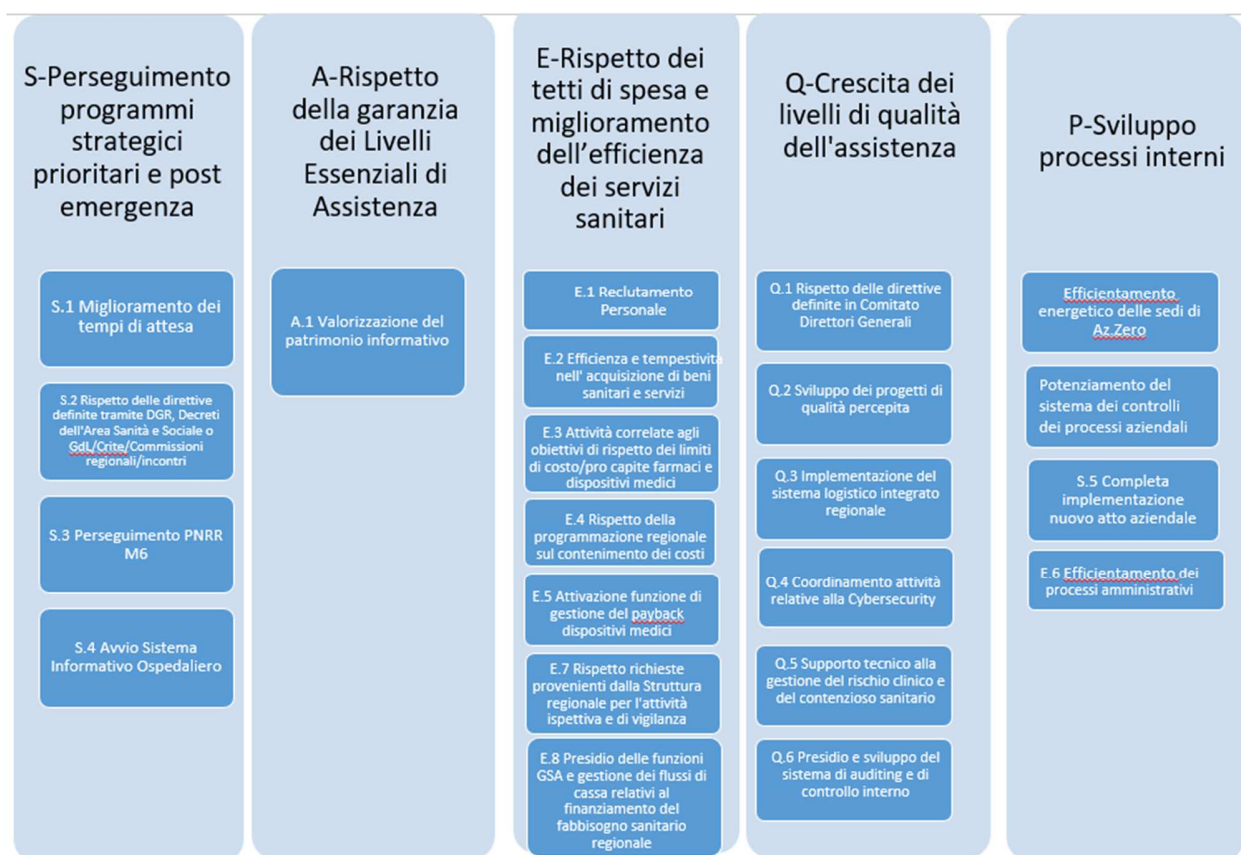 S-Perseguimento
programmi
strategici
prioritari e post
emergenza
S.1 Miglioramento dei
tempi di attesa
S.2 Rispetto delle direttive
definite tramite DGR, Decreti
dell'Area Sanità e Sociale o
GdL/Crite/Commissioni
regionali/incontri
S.3 Perseguimento PNRR
M6
S.4 Avvio Sistema
Informativo Ospedaliero
A-Rispetto
della garanzia
dei Livelli
Essenziali di
Assistenza
A.1 Valorizzazione del
patrimonio informativo
E-Rispetto dei
tetti di spesa e
miglioramento
dell’efficienza
dei servizi
sanitari
E.1 Reclutamento
Personale
E.2 Efficienza e tempestività
nell' acquisizione di beni
sanitari e servizi
E.3 Attività correlate agli
obiettivi di rispetto dei limiti
di costo/pro capite farmaci e
dispositivi medici
E.4 Rispetto della
programmazione regionale
sul contenimento dei costi
E.5 Attivazione funzione di
gestione del payback
dispositivi medici
E.7 Rispetto richieste
provenienti dalla Struttura
regionale per l'attività
ispettiva e di vigilanza
E.8 Presidio delle funzioni
GSA e gestione dei flussi di
cassa relativi al
finanziamento del
fabbisogno sanitario
regionale
Q-Crescita dei
livelli di qualità
dell'assistenza
Q.1 Rispetto delle direttive
definite in Comitato
Direttori Generali
Q.2 Sviluppo dei progetti di
qualità percepita
Q.3 Implementazione del
sistema logistico integrato
regionale
Q.4 Coordinamento attività
relative alla Cybersecurity
Q.5 Supporto tecnico alla
gestione del rischio clinico e
del contenzioso sanitario
Q.6 Presidio e sviluppo del
sistema di auditing e di
controllo interno
P-Sviluppo
processi interni
Efficientamento
energetico delle sedi di
Az.Zero
Potenziamento del
sistema dei controlli
dei processi aziendali
S.5 Completa
implementazione
nuovo atto aziendale
E.6 Efficientamento dei
processi amministrativi